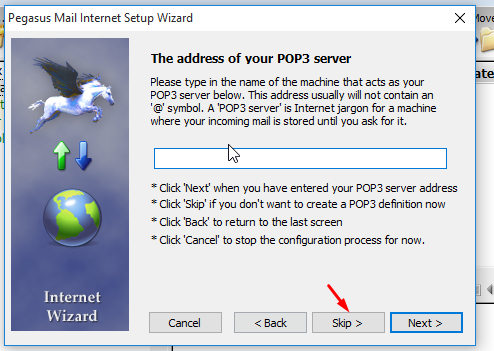 Pegasus Mail Internet Setup Wizard
Move
The address of your POP3 server
ate
Please type in the name of the machine that acts as your
POP3 server below. This address usually will not contain an
'@' symbol. A 'POP3 server' is Internet jargon for a machine
where your incoming mail is stored until you ask for it.
* Click 'Next' when you have entered your POP3 server address
* Click 'Skip' if you don't want to create a POP3 definition now
* Click 'Back' to return to the last screen
* Click 'Cancel' to stop the configuration process for now.
Internet
Wizard
Cancel
< Back
Skip >
Next >